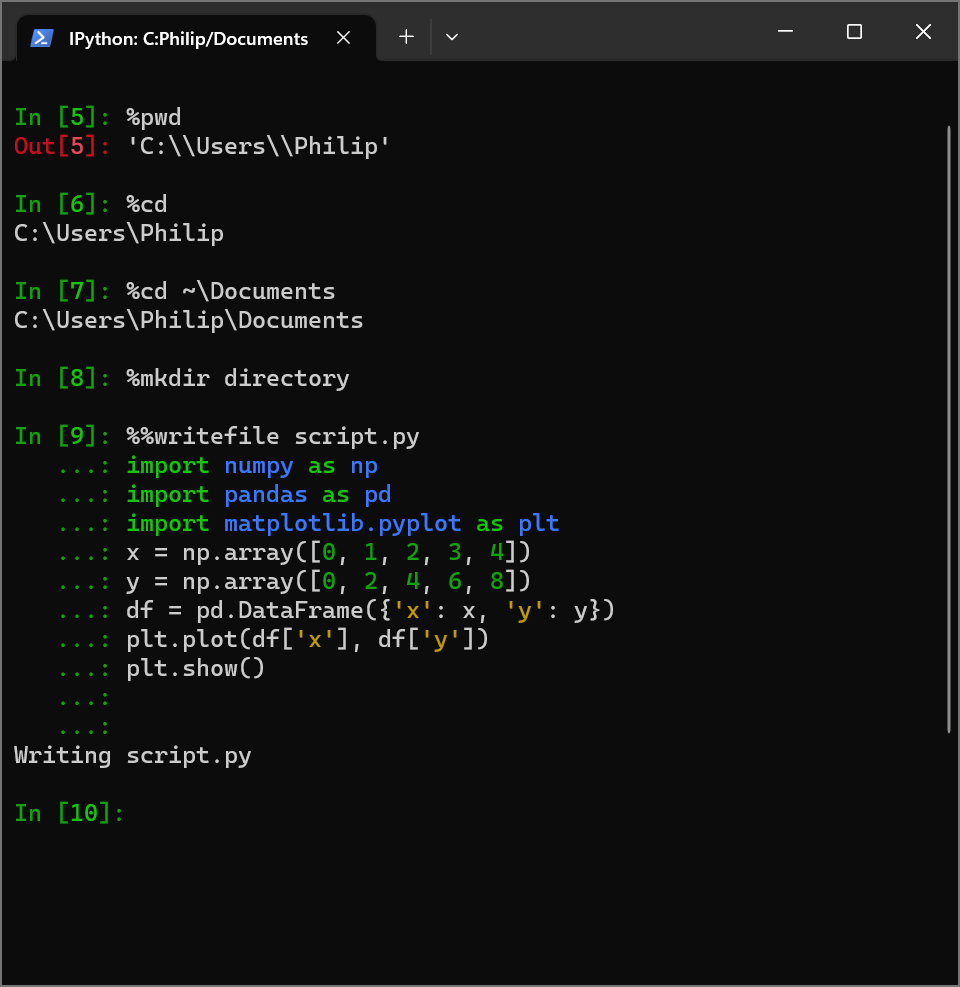 IPython: C:Philip/Documents
In [5]: %pwd
Out[5]: 'C:\\Users\\Philip'
In [6]: %cd
C:\Users\Philip
In [7]: %cd ~\Documents
C:\Users\Philip\Documents
In [8]: %mkdir directory
In [9]: %%writefile script.py
   ...: import numpy as np
   ...: import pandas as pd
   ...: import matplotlib.pyplot as plt
   ...: x = np.array([0, 1, 2, 3, 4])
   ...: y = np.array([0, 2, 4, 6, 8])
   ...: df = pd.DataFrame({'x': x, 'y': y})
   ...: plt.plot(df['x'], df['y'])
   ...: plt.show()
   ...:
   ...:
Writing script.py
In [10]: